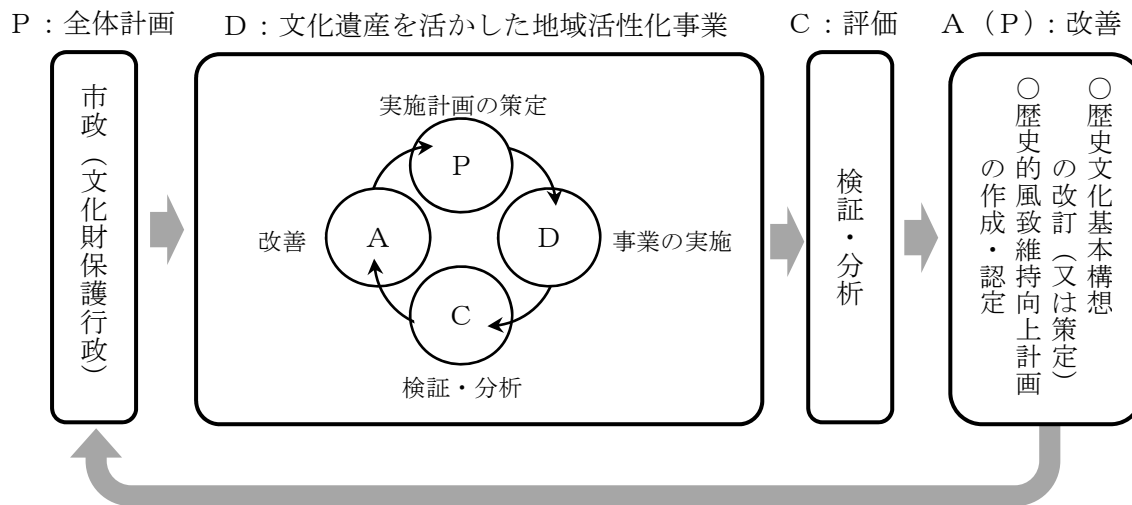 P：全体計画
D：文化遺産を活かした地域活性化事業
C：評価
A（P）：改善
市政（文化財保護行政）
実施計画の策定
P
改善
A
D
事業の実施
C
検証・分析
検証・分析
○歴史文化基本構想
の改訂（又は策定）
○歴史的風致維持向上計画
の作成・認定